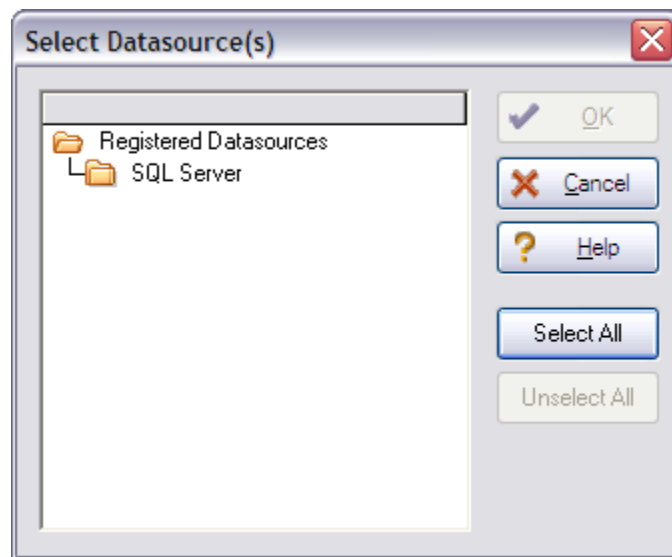 Select Datasource(s)
Registered Datasources
SQL Server
OK
Cancel
Help
Select All
Unselect All